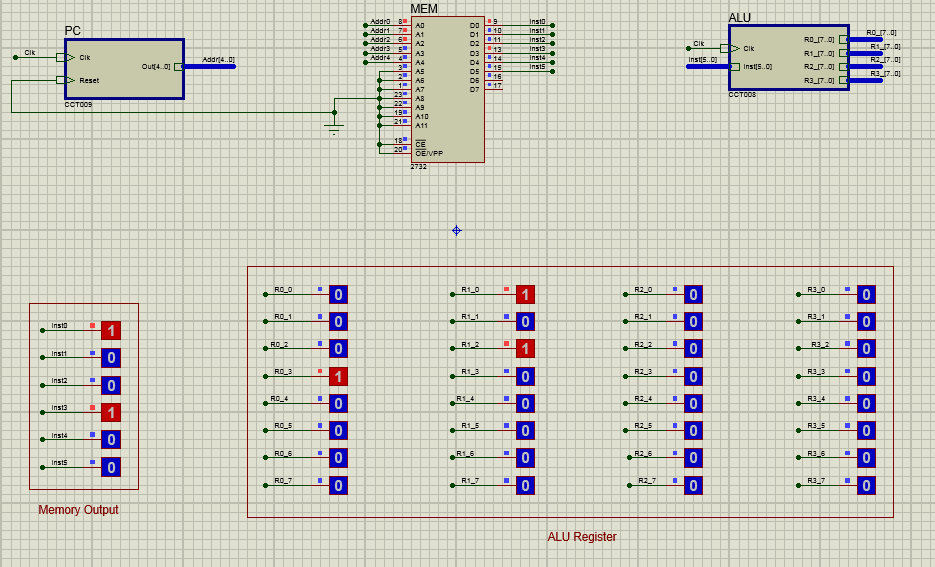 MEM
PC
ALU
Clk
Clk
Reset
Out[4..0]
Addr[4..0]
CCT009
Addr0 8 A0 D0 9 Inst0
Addr1 7 A1 D1 10 Inst1
Addr2 6 A2 D2 11 Inst2
Addr3 5 A3 D3 13 Inst3
Addr4 4 A4 D4 14 Inst4
3 A5 D5 15 Inst5
2 A6 D6 16
1 A7 D7 17
23 A8
22 A9
19 A10
21 A11
18 CE
20 OE/VPP
2732
Clk
Clk
Inst[5..0]
Inst[5..0]
R0_[7..0] R0_[7..0]
R1_[7..0] R1_[7..0]
R2_[7..0] R2_[7..0]
R3_[7..0] R3_[7..0]
CCT008
Inst0 1
Inst1 0
Inst2 0
Inst3 1
Inst4 0
Inst5 0
Memory Output
R0_0 0 R1_0 1 R2_0 0 R3_0 0
R0_1 0 R1_1 0 R2_1 0 R3_1 0
R0_2 0 R1_2 1 R2_2 0 R3_2 0
R0_3 1 R1_3 0 R2_3 0 R3_3 0
R0_4 0 R1_4 0 R2_4 0 R3_4 0
R0_5 0 R1_5 0 R2_5 0 R3_5 0
R0_6 0 R1_6 0 R2_6 0 R3_6 0
R0_7 0 R1_7 0 R2_7 0 R3_7 0
ALU Register